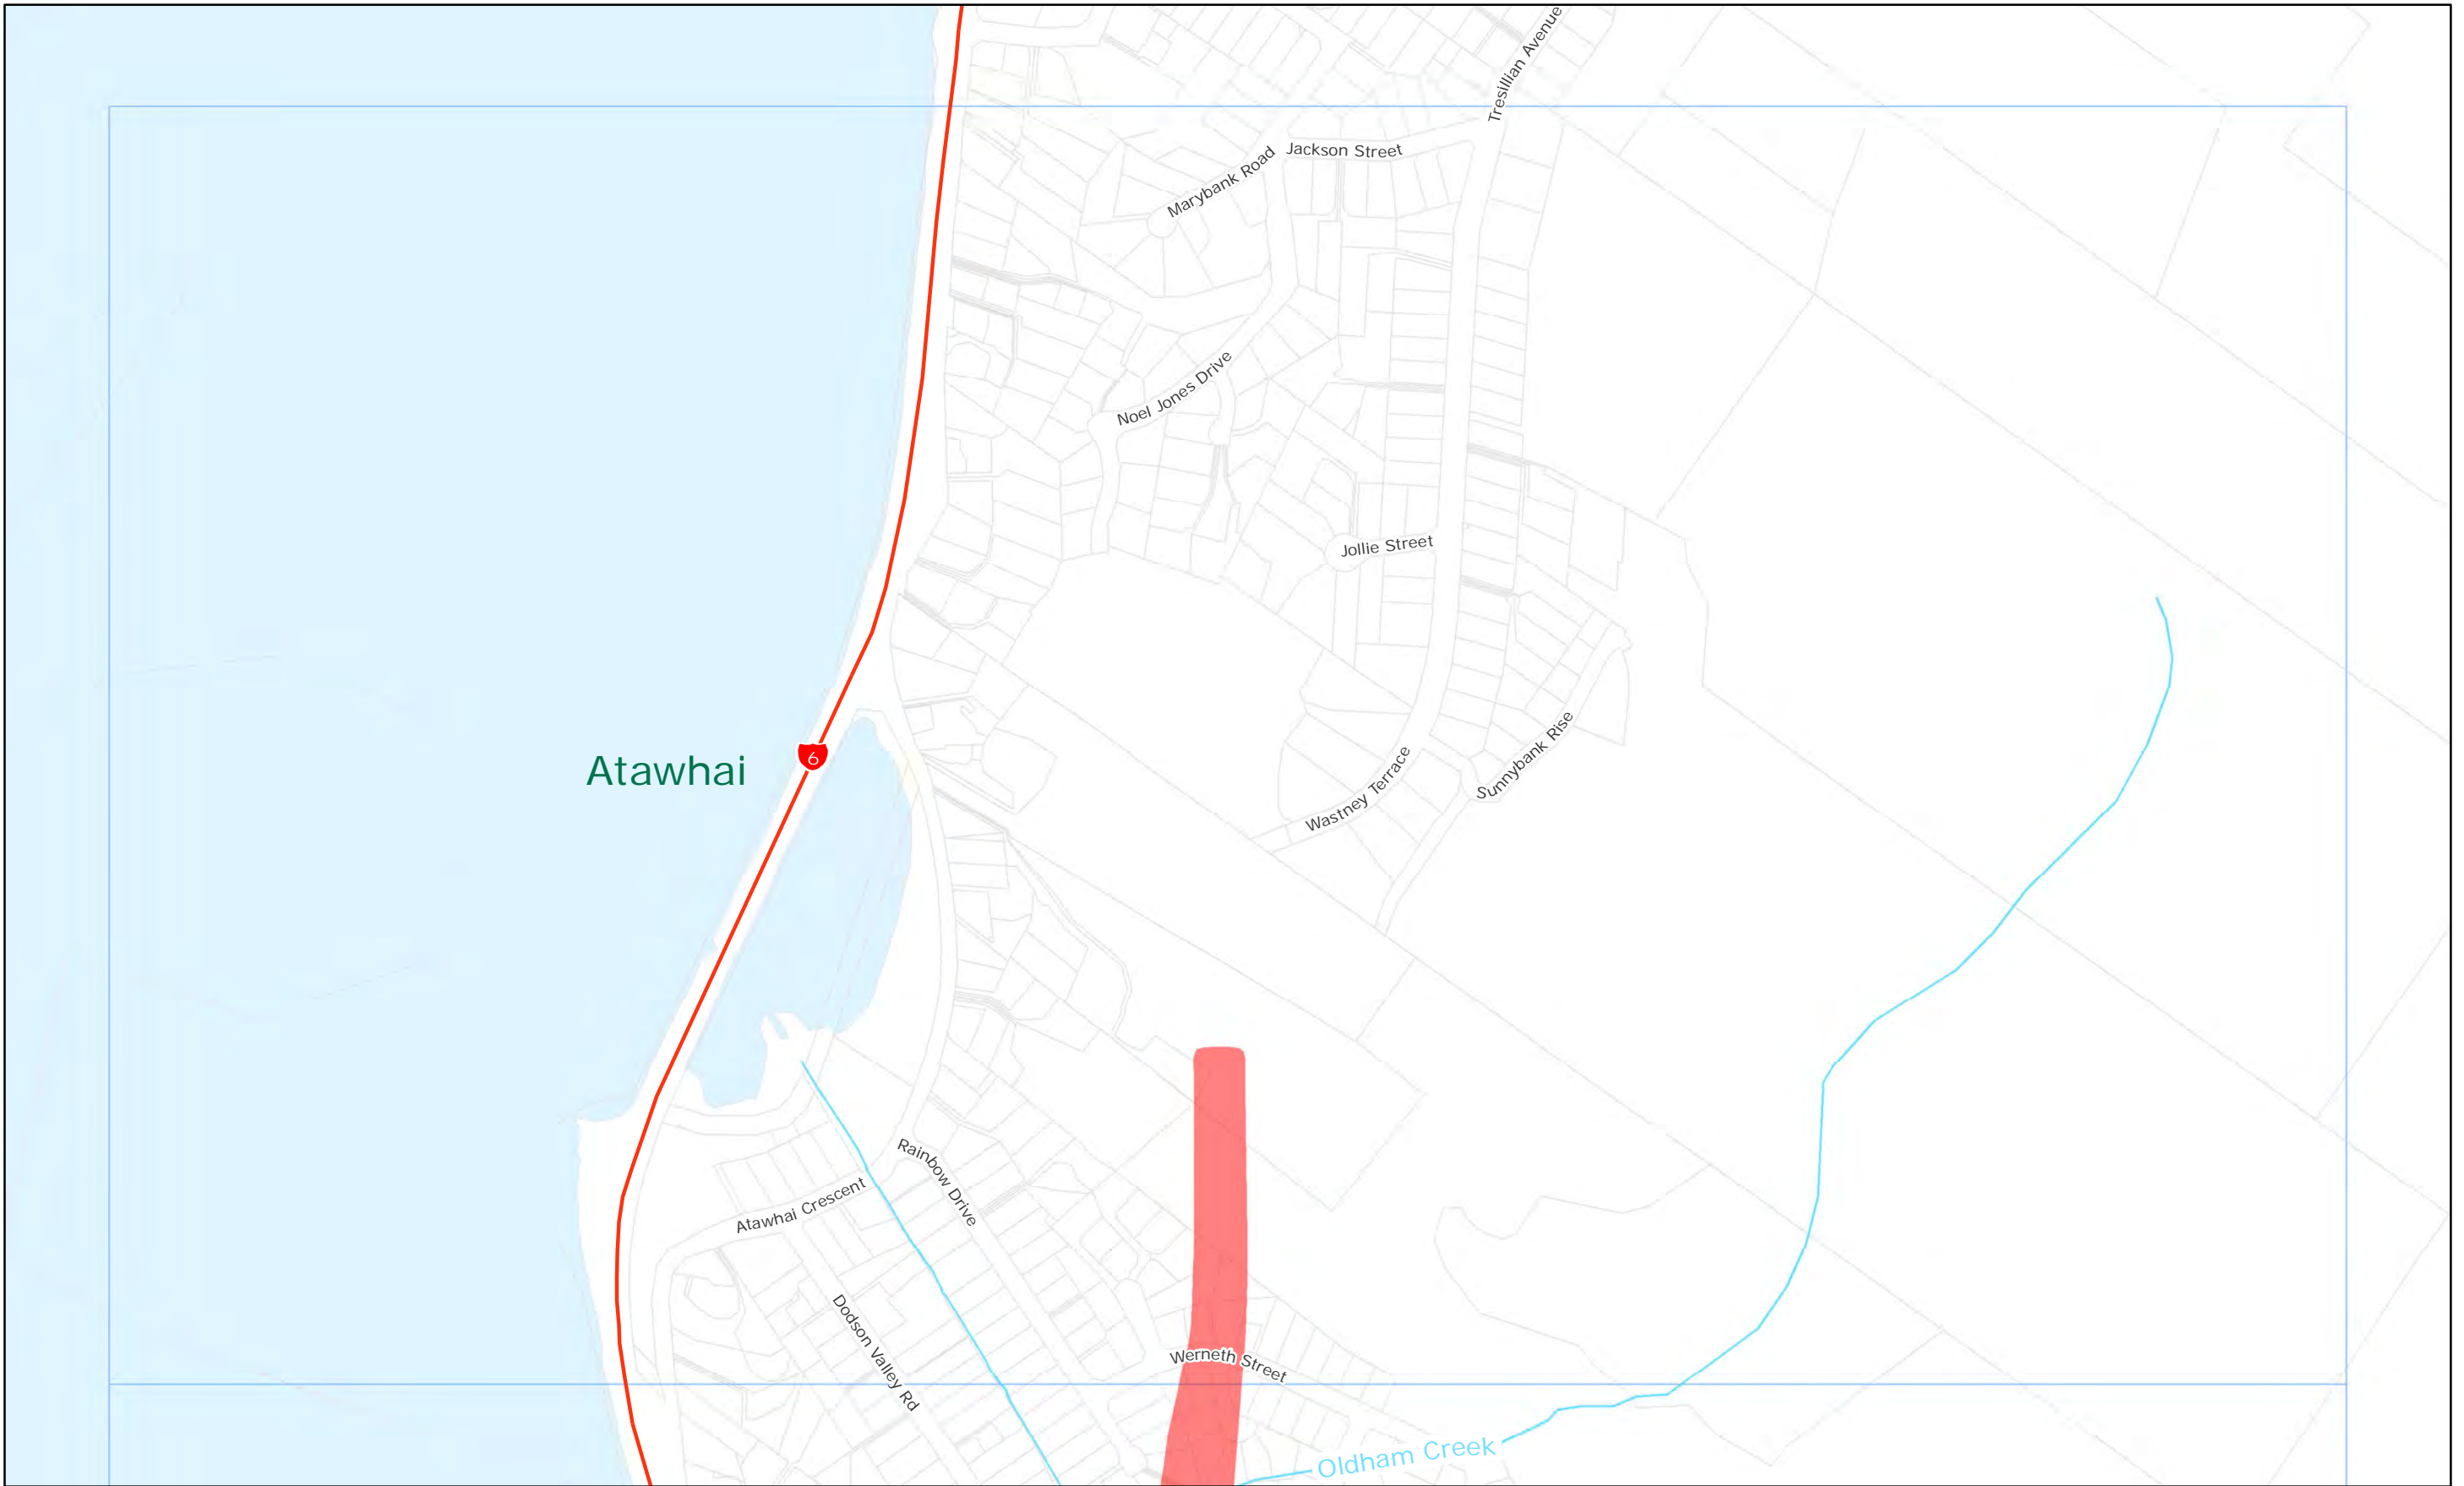 Tresillian Avenue
Jackson Street
Marybank Road
Noel Jones Drive
Jollie Street
Sunnybank Rise
Wastney Terrace
Atawhai
6
Rainbow Drive
Atawhai Crescent
Dodson Valley Rd
Werneth Street
Oldham Creek